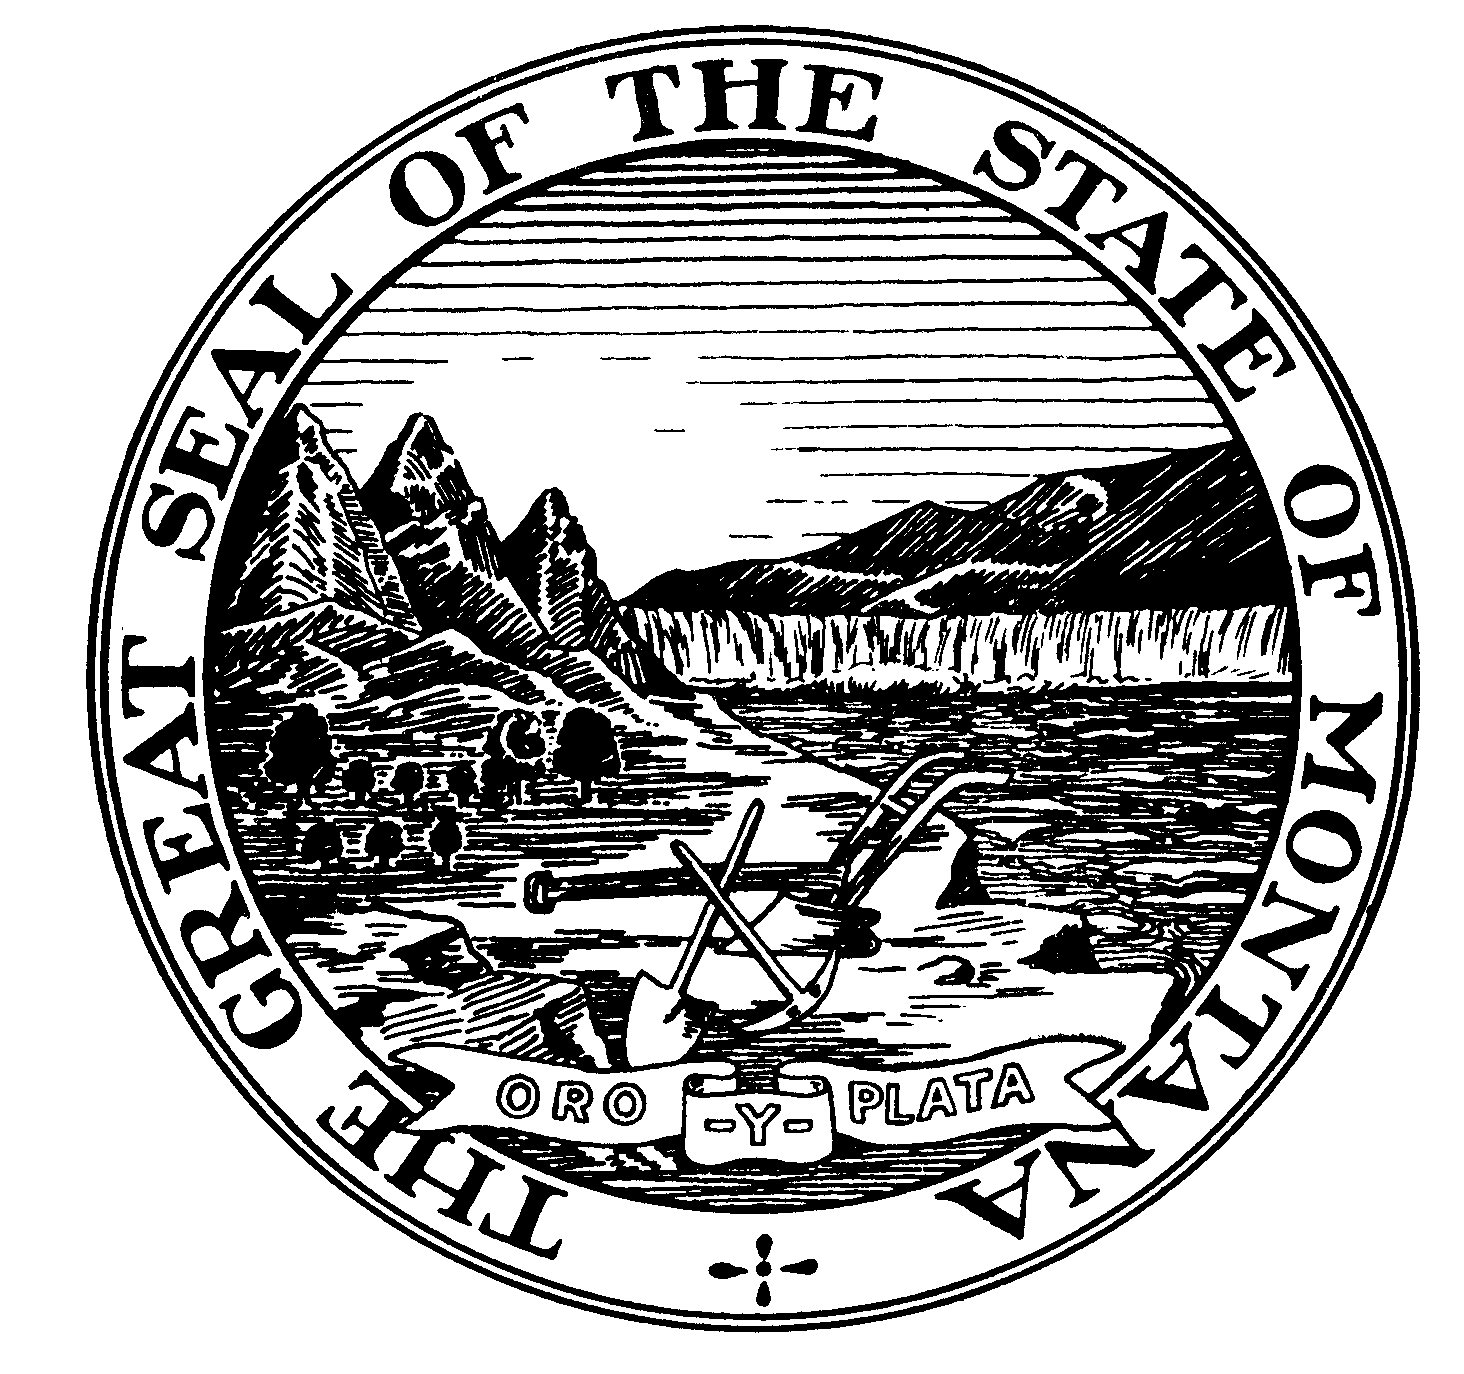 THE GREAT SEAL OF THE STATE OF MONTANA
ORO -Y- PLATA